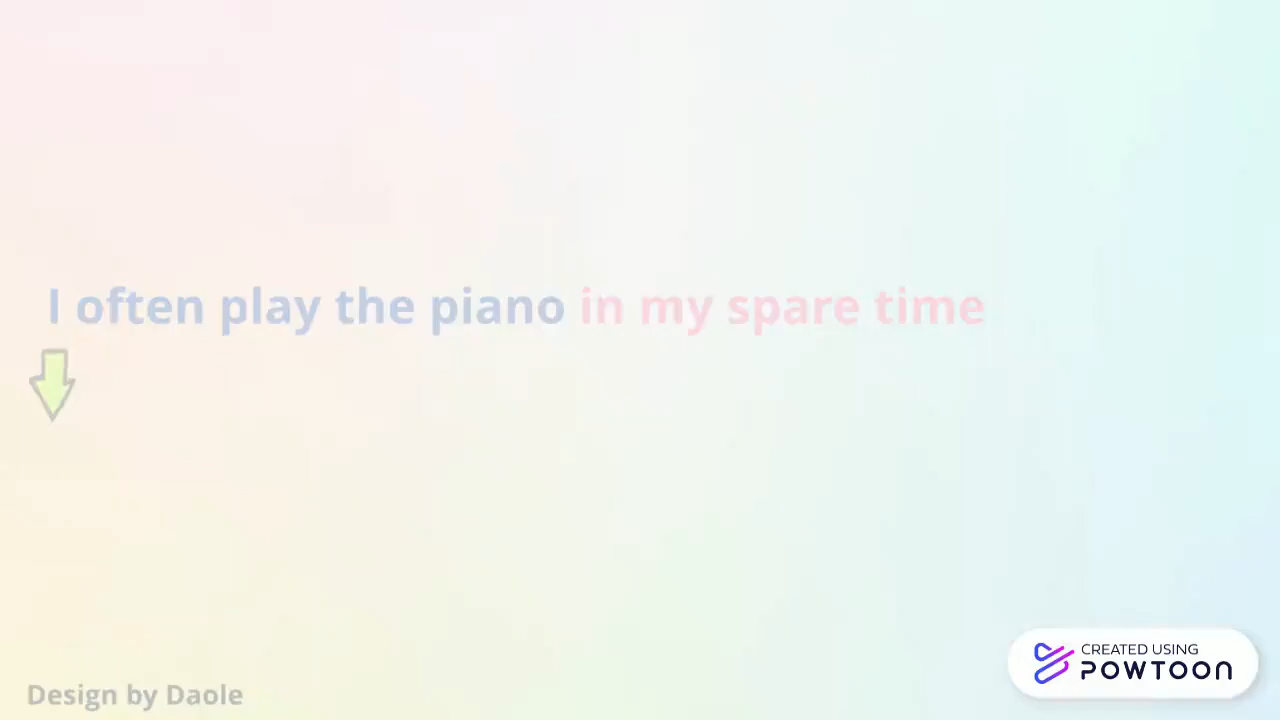 I often play the piano in my spare time
CREATED USING
POWTOON
Design by Daole